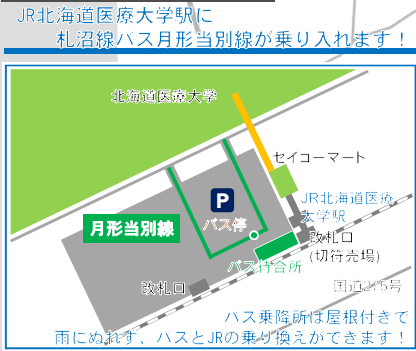 JR北海道医療大学駅に
札沼線バス月形当別線が乗り入れます！
北海道医療大学
セイコーマート
P
JR北海道医療
大学駅
月形当別線
バス停
改札口
(切符売場)
バス待合所
国道275号
改札口
バス乗降所は屋根付きで
雨にぬれず、バスとJRの乗り換えができます！